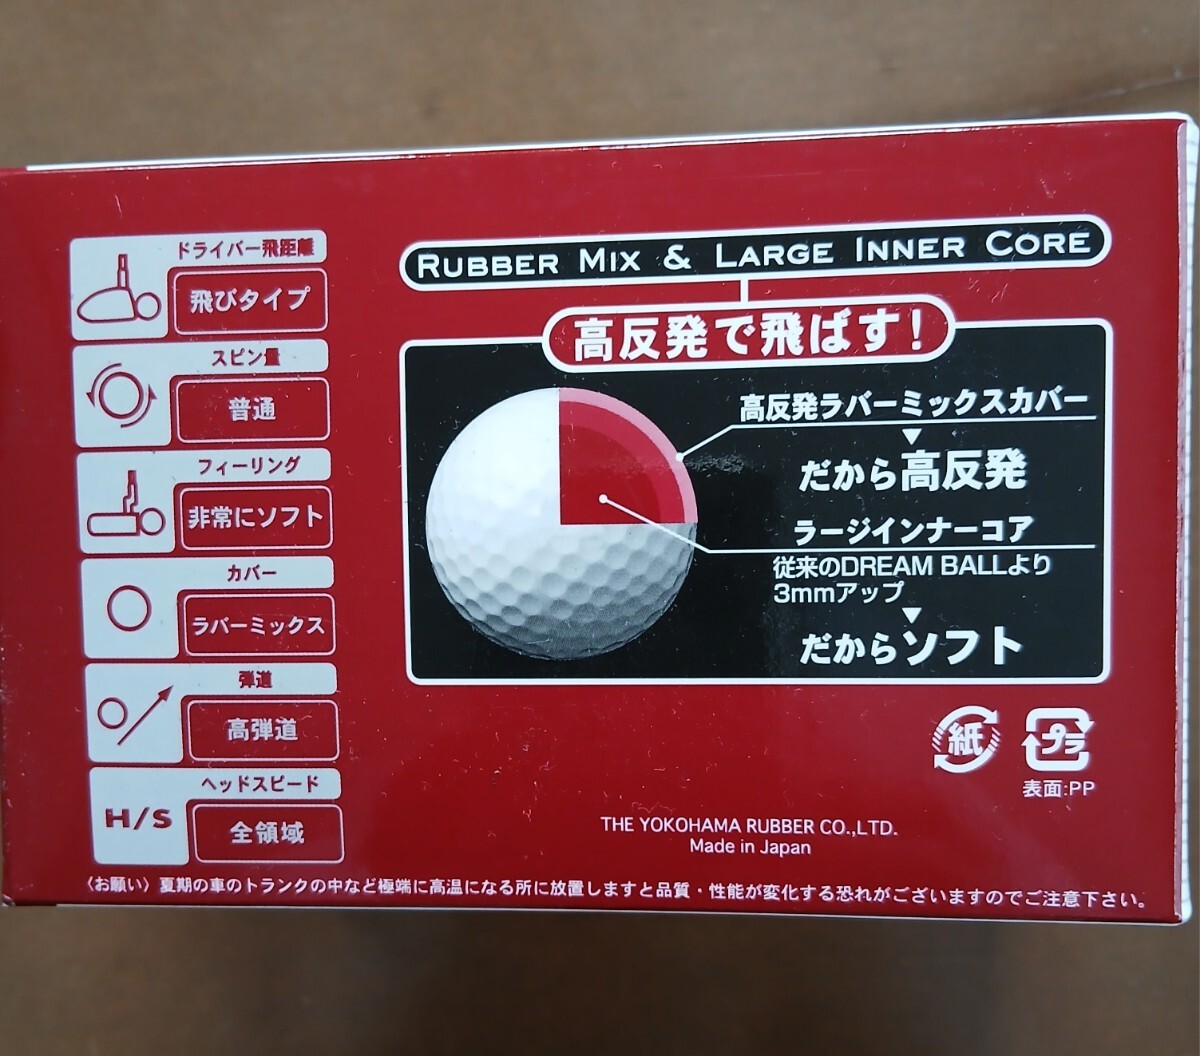 ドライバー飛距離
飛びタイプ
スピン量
普通
フィーリング
非常にソフト
カバー
ラバーミックス
弾道
高弾道
ヘッドスピード
H/S
全領域
RUBBER MIX & LARGE INNER CORE
高反発で飛ばす!
高反発ラバーミックスカバー
▼
だから高反発
ラージインナーコア
従来のDREAM BALLより
3mmアップ
▼
だからソフト
紙
プラ
表面:PP
THE YOKOHAMA RUBBER CO.,LTD.
Made in Japan
〈お願い〉夏期の車のトランクの中など極端に高温になる所に放置しますと品質・性能が変化する恐れがございますのでご注意下さい。